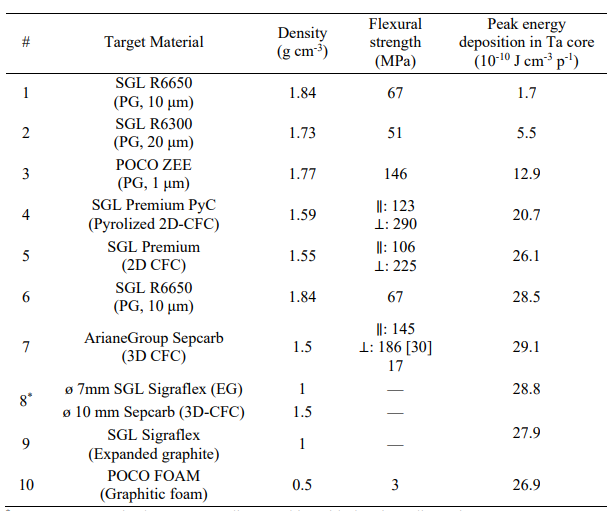 # Target Material Density (g cm-3) Flexural strength (MPa) Peak energy deposition in Ta core (10-10 J cm-3 p-1)
1 SGL R6650 (PG, 10 μm) 1.84 67 1.7
2 SGL R6300 (PG, 20 μm) 1.73 51 5.5
3 POCO ZEE (PG, 1 μm) 1.77 146 12.9
4 SGL Premium PyC (Pyrolized 2D-CFC) 1.59 ∥: 123 ⊥: 290 20.7
5 SGL Premium (2D CFC) 1.55 ∥: 106 ⊥: 225 26.1
6 SGL R6650 (PG, 10 μm) 1.84 67 28.5
7 ArianeGroup Sepcarb (3D CFC) 1.5 ∥: 145 ⊥: 186 [30] 17 29.1
8* ø 7mm SGL Sigraflex (EG) 1 — 28.8
ø 10 mm Sepcarb (3D-CFC) 1.5 —
9 SGL Sigraflex (Expanded graphite) 1 — 27.9
10 POCO FOAM (Graphitic foam) 0.5 3 26.9